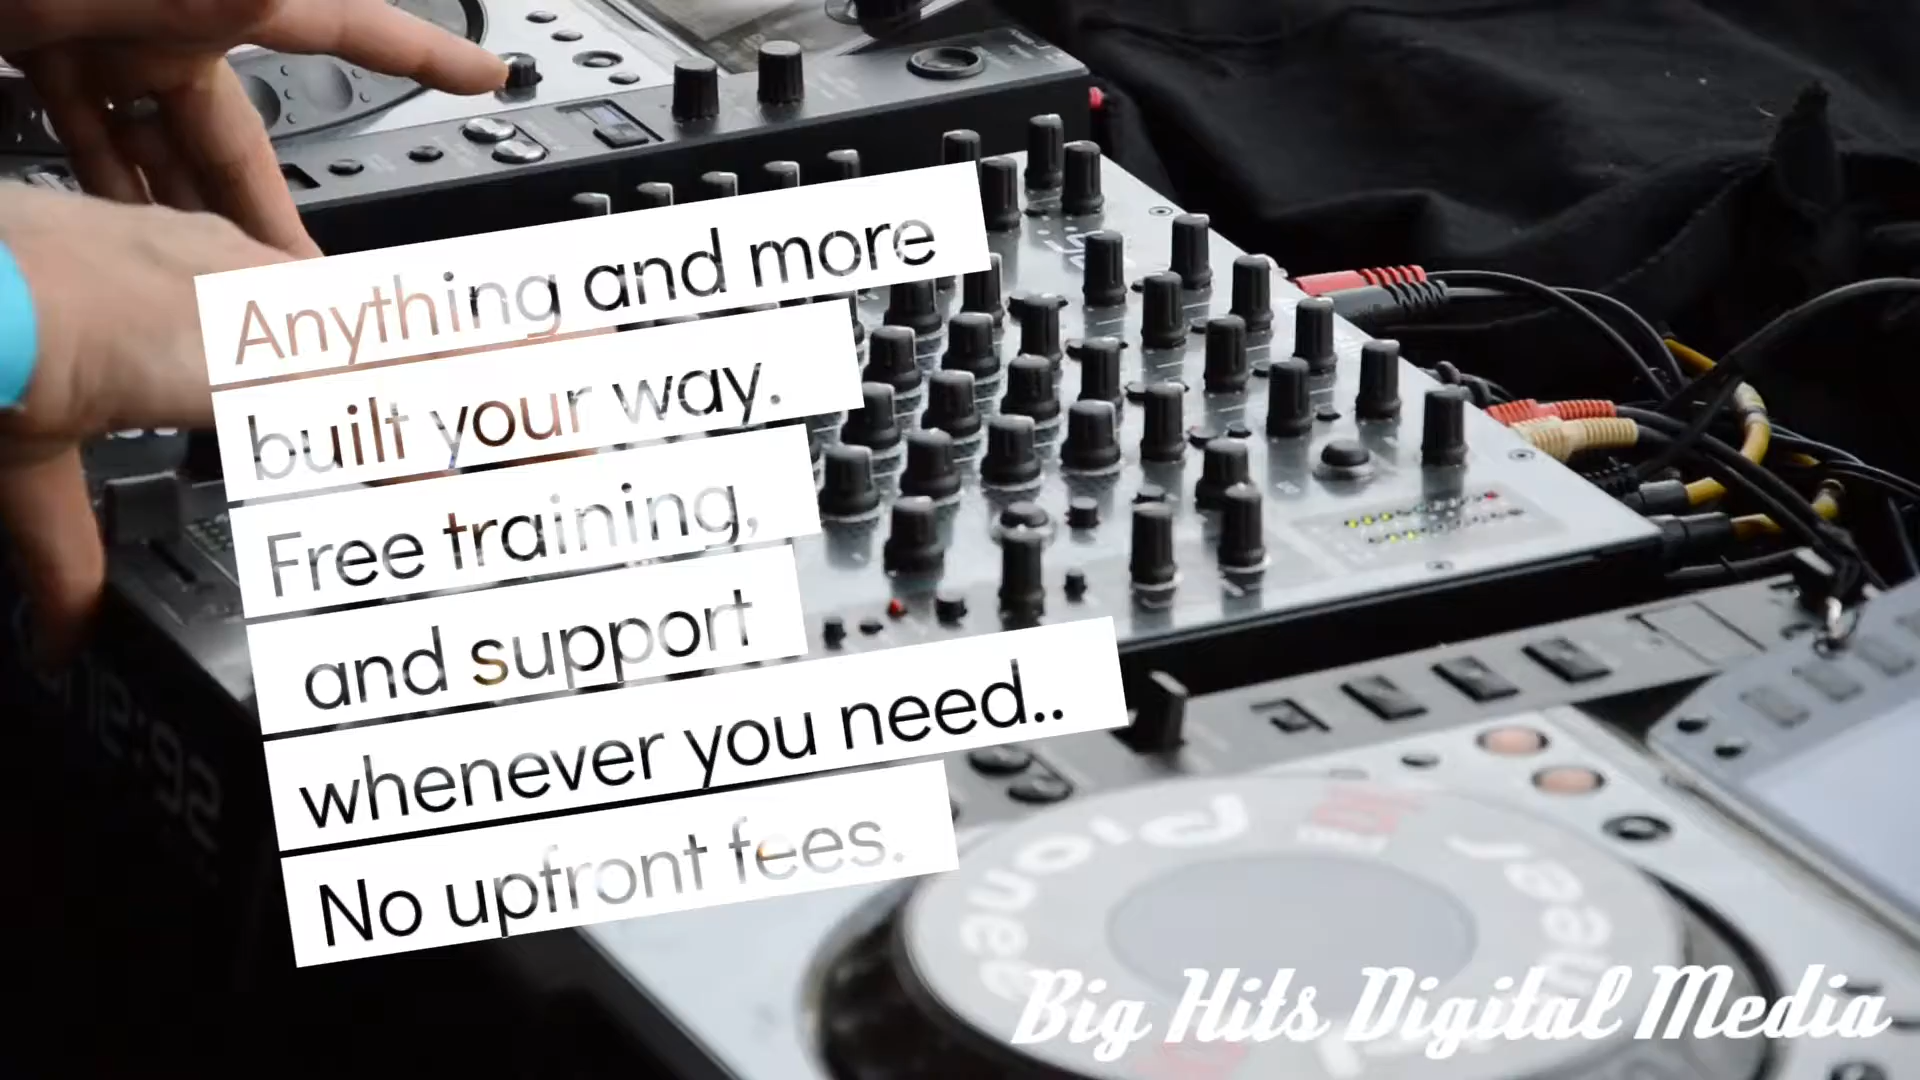 Anything and more
built your way.
Free training,
and support
whenever you need..
No upfront fees.
Big Hits Digital Media
Pioneer